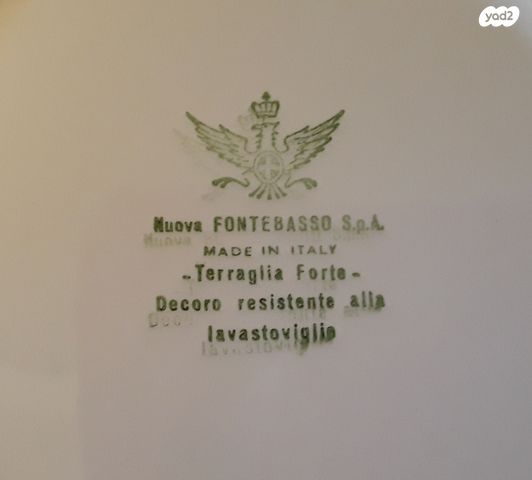 yad2
Nuova FONTEBASSO S.p.A.
MADE IN ITALY
-Terraglia Forte-
Decoro resistente alla
lavastoviglie